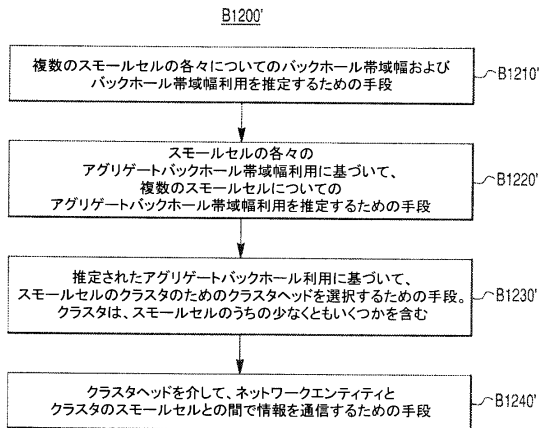 B1200'
複数のスモールセルの各々についてのバックホール帯域幅および
バックホール帯域幅利用を推定するための手段
B1210'
スモールセルの各々の
アグリゲートバックホール帯域幅利用に基づいて、
複数のスモールセルについての
アグリゲートバックホール帯域幅利用を推定するための手段
B1220'
推定されたアグリゲートバックホール利用に基づいて、
スモールセルのクラスタのためのクラスタヘッドを選択するための手段。
クラスタは、スモールセルのうちの少なくともいくつかを含む
B1230'
クラスタヘッドを介して、ネットワークエンティティと
クラスタのスモールセルとの間で情報を通信するための手段
B1240'